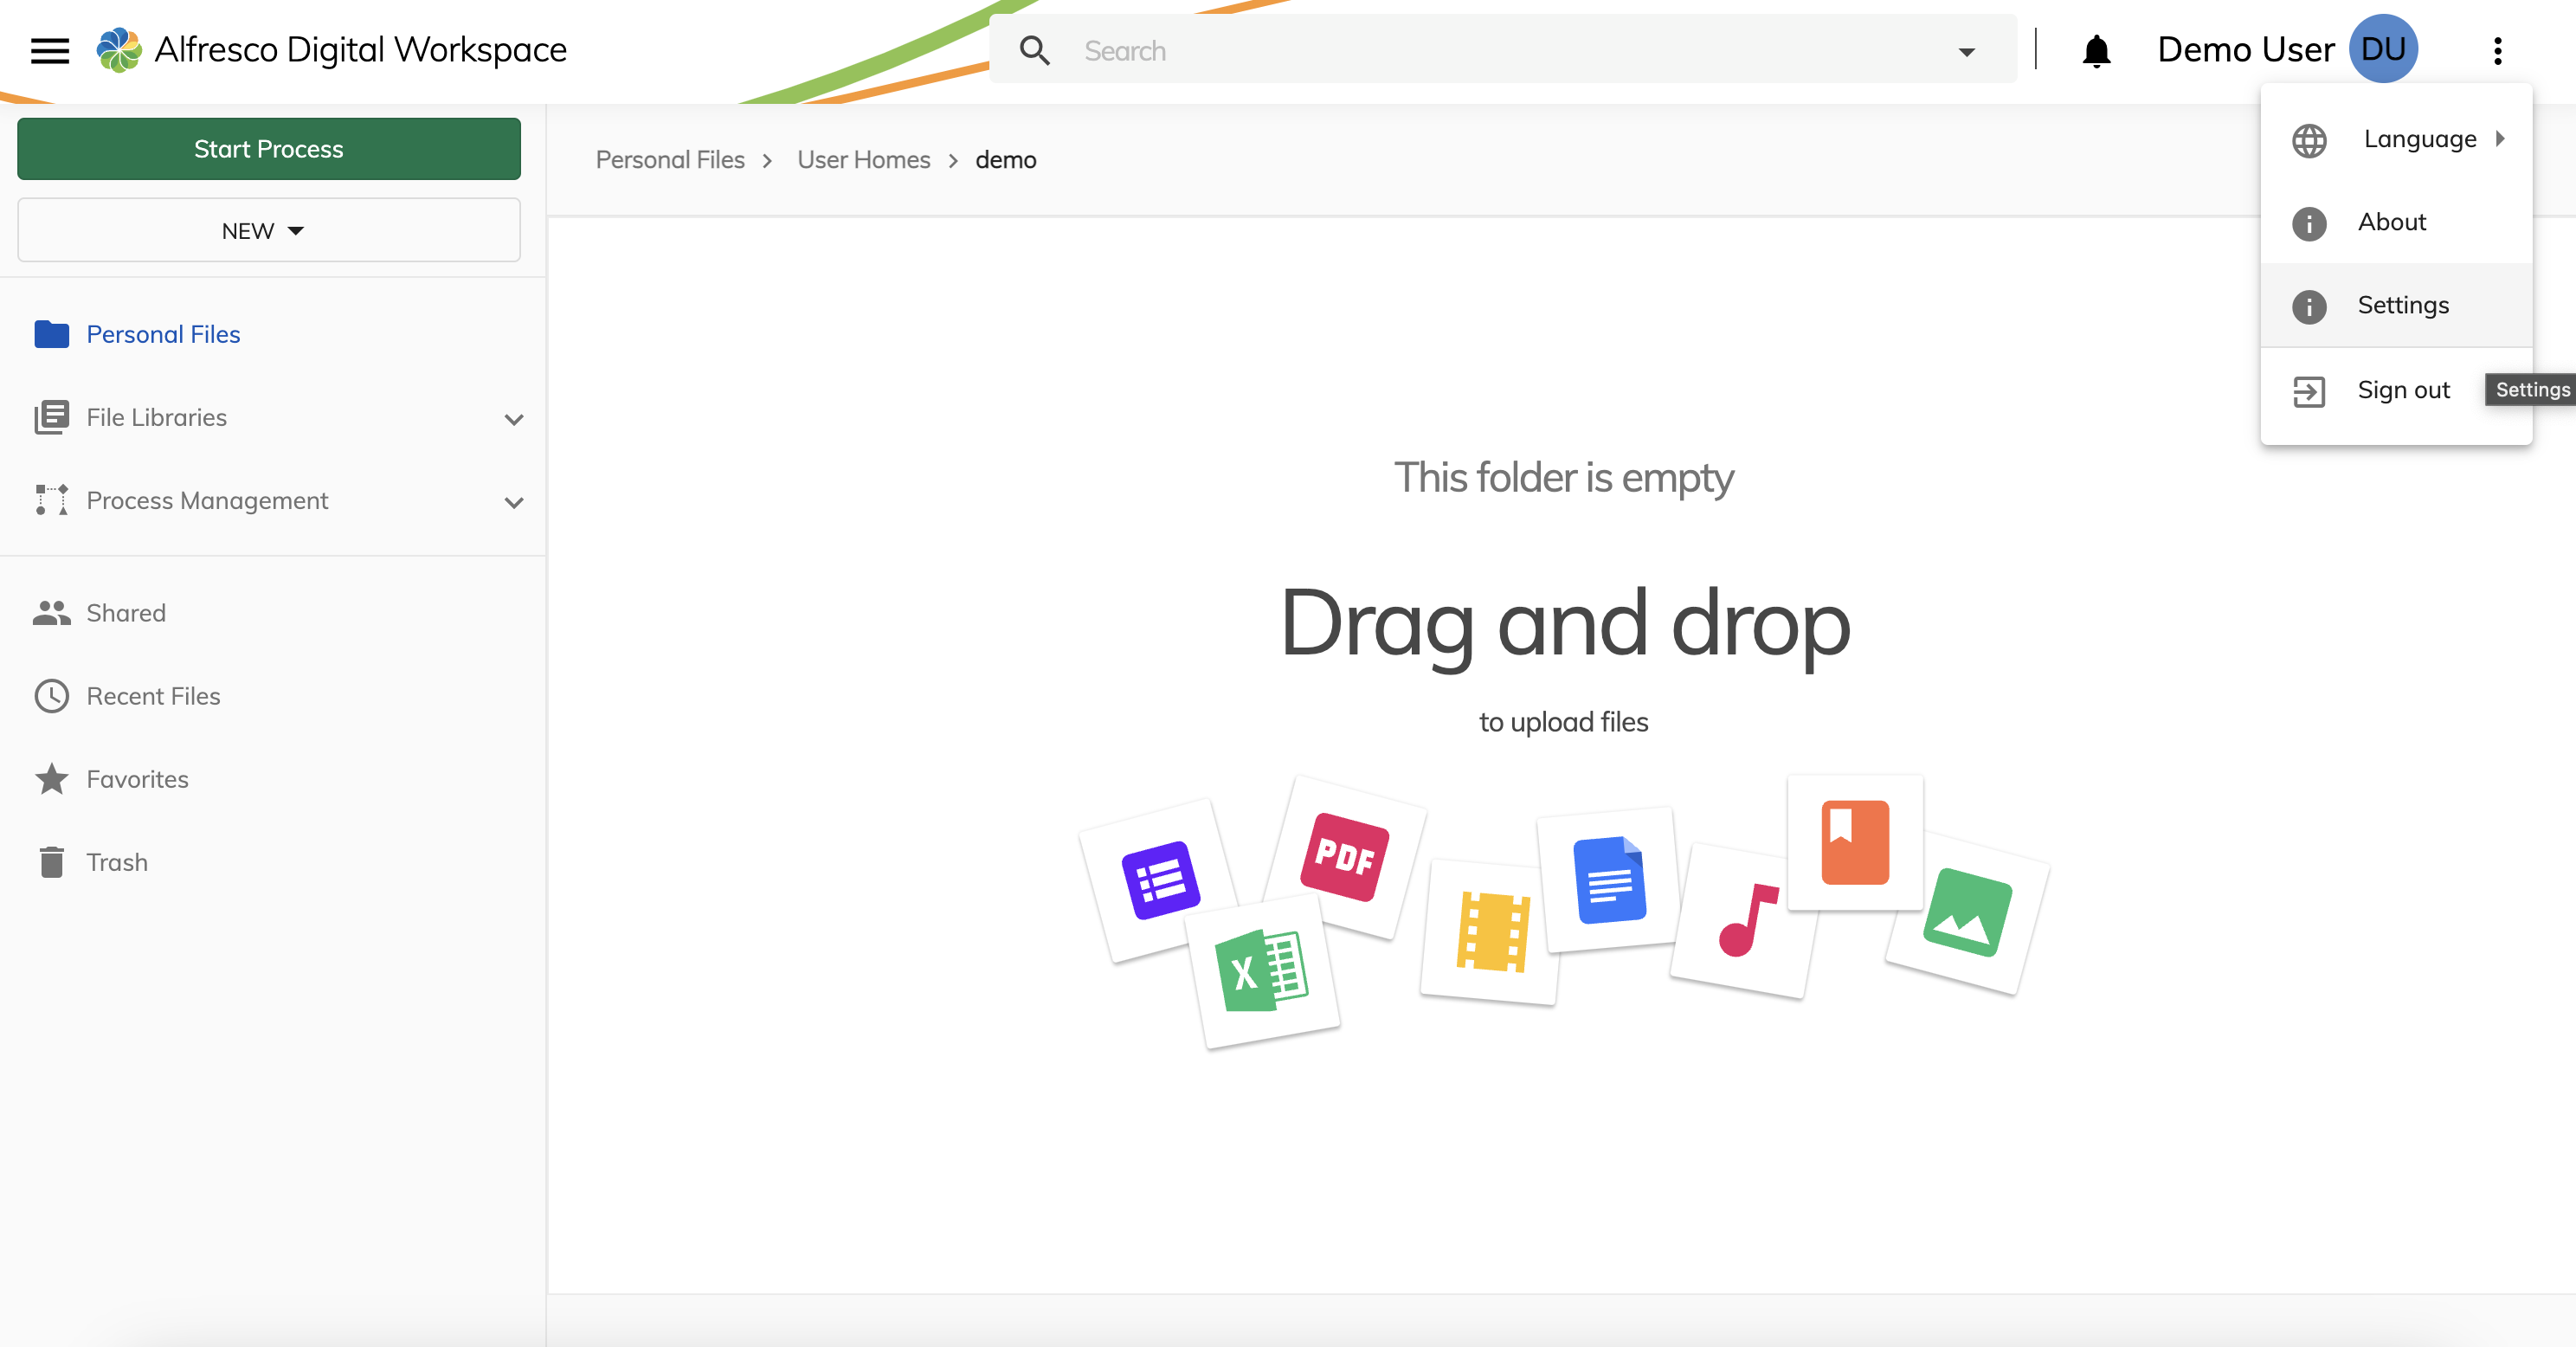 Alfresco Digital Workspace
Search
Demo User
DU
Start Process
NEW
Personal Files
File Libraries
Process Management
Shared
Recent Files
Favorites
Trash
Personal Files > User Homes > demo
Language
About
Settings
Sign out
Settings
This folder is empty
Drag and drop
to upload files
PDF
X